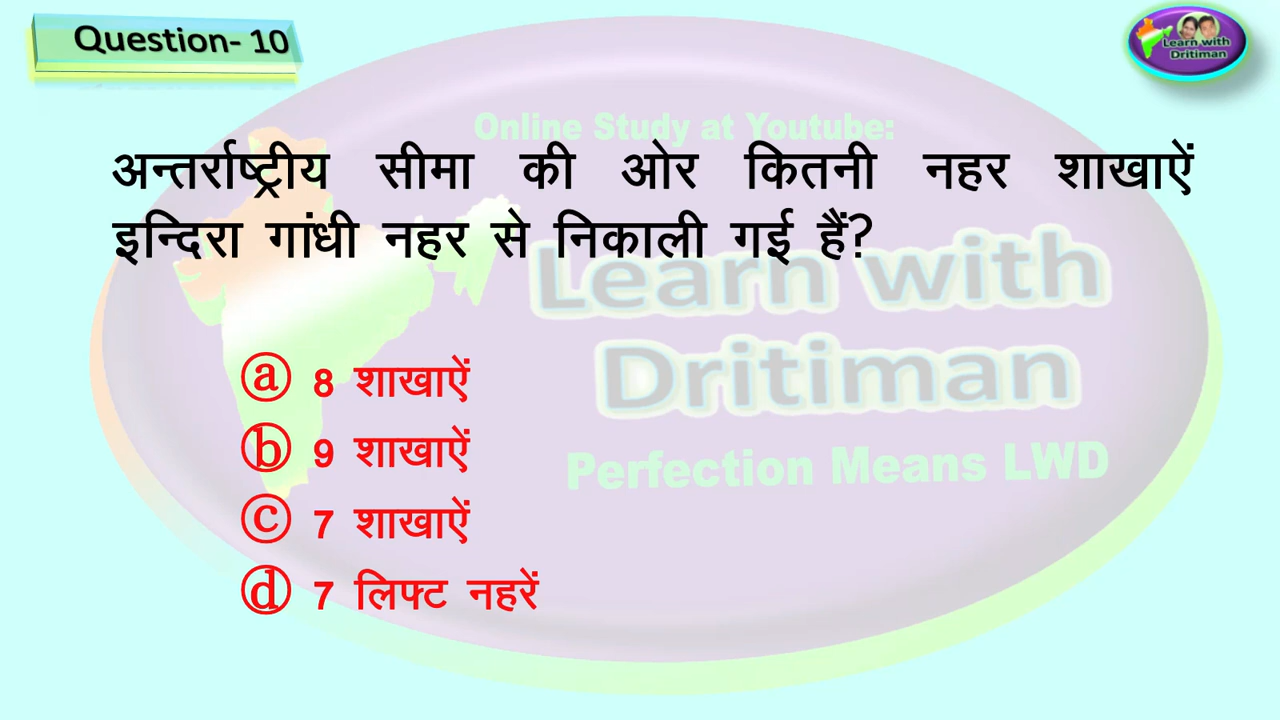 Question- 10
Learn with
Dritiman
Online Study at Youtube:
अन्तर्राष्ट्रीय सीमा की ओर कितनी नहर शाखाऐं
इन्दिरा गांधी नहर से निकाली गई हैं?
Learn with
Dritiman
ⓐ 8 शाखाऐं
ⓑ 9 शाखाऐं
Perfection Means LWD
ⓒ 7 शाखाऐं
ⓓ 7 लिफ्ट नहरें